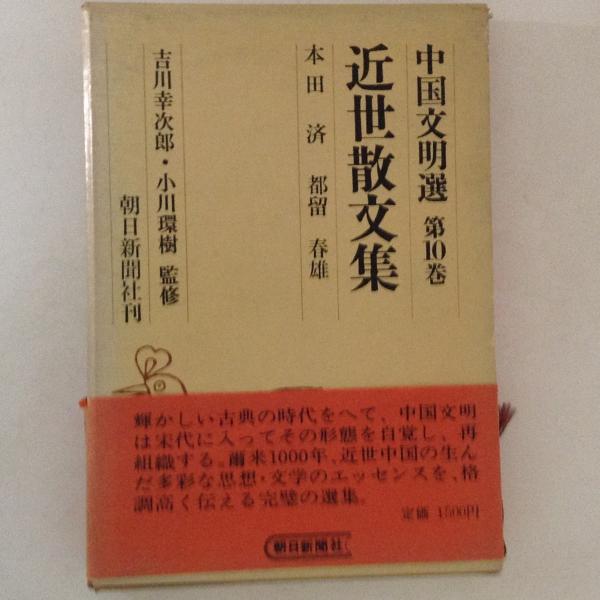 中国文明選 第10巻
近世散文集
本田 済 都留 春雄
吉川幸次郎・小川環樹 監修
朝日新聞社刊
輝かしい古典の時代をへて、中国文明
は宋代に入ってその形態を自覚し、再
組織する。爾来1000年、近世中国の生ん
だ多彩な思想・文学のエッセンスを、格
調高く伝える完璧の選集。
定価 1500円
朝日新聞社